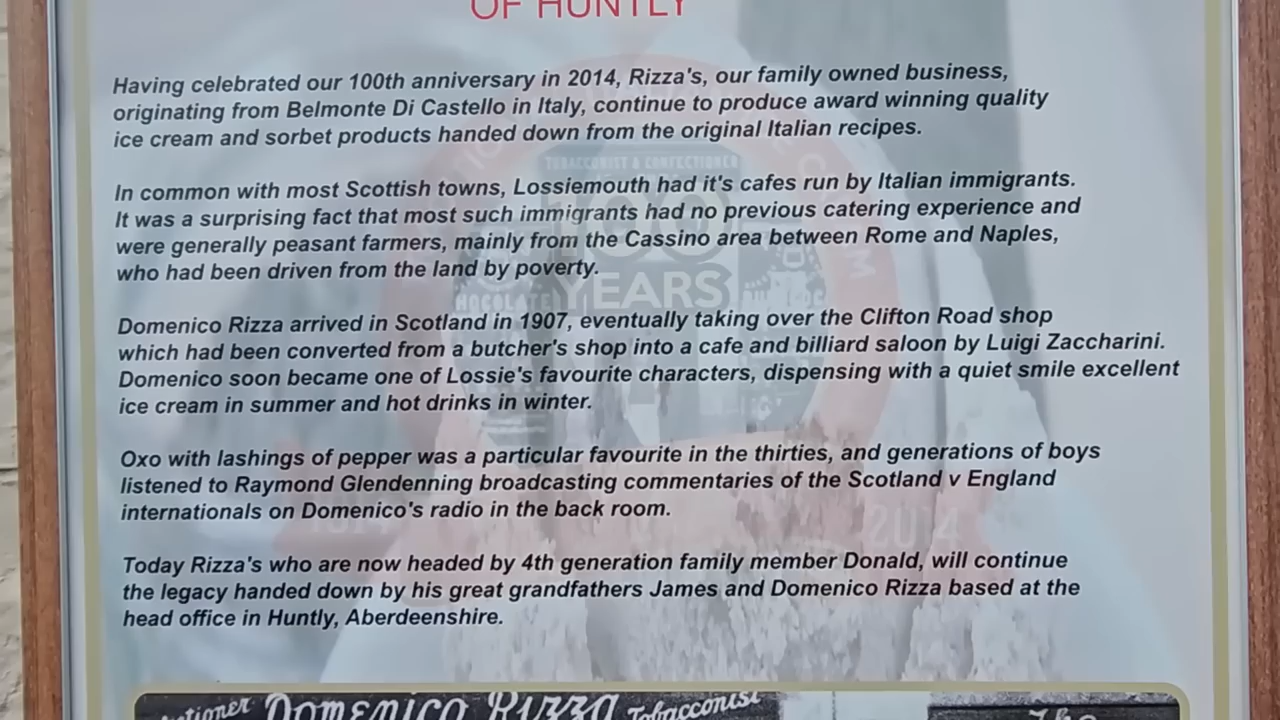 OF HUNTLY
Having celebrated our 100th anniversary in 2014, Rizza's, our family owned business,
originating from Belmonte Di Castello in Italy, continue to produce award winning quality
ice cream and sorbet products handed down from the original Italian recipes.
In common with most Scottish towns, Lossiemouth had it's cafes run by Italian immigrants.
It was a surprising fact that most such immigrants had no previous catering experience and
were generally peasant farmers, mainly from the Cassino area between Rome and Naples,
who had been driven from the land by poverty.
Domenico Rizza arrived in Scotland in 1907, eventually taking over the Clifton Road shop
which had been converted from a butcher's shop into a cafe and billiard saloon by Luigi Zaccharini.
Domenico soon became one of Lossie's favourite characters, dispensing with a quiet smile excellent
ice cream in summer and hot drinks in winter.
Oxo with lashings of pepper was a particular favourite in the thirties, and generations of boys
listened to Raymond Glendenning broadcasting commentaries of the Scotland v England
internationals on Domenico's radio in the back room.
Today Rizza's who are now headed by 4th generation family member Donald, will continue
the legacy handed down by his great grandfathers James and Domenico Rizza based at the
head office in Huntly, Aberdeenshire.
TOBACCONIST & CONFECTIONER
100
YEARS
2014
Domenico Rizza Tobacconist